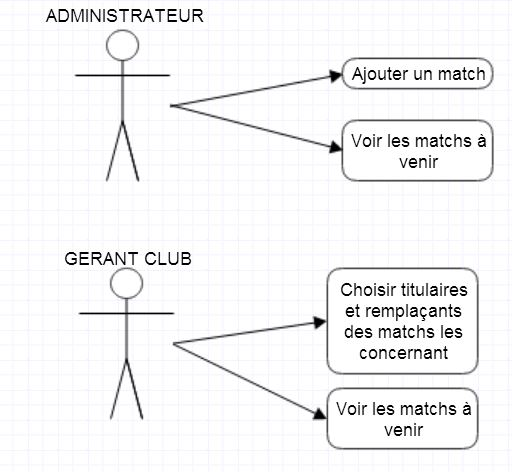 ADMINISTRATEUR
Ajouter un match
Voir les matchs à
venir
GERANT CLUB
Choisir titulaires
et remplaçants
des matchs les
concernant
Voir les matchs à
venir